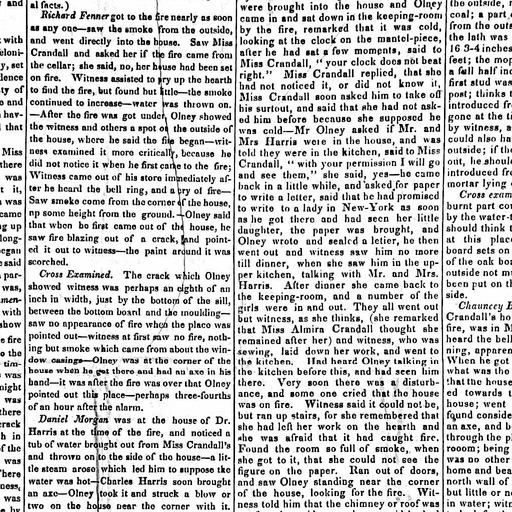 al facts.)
Richard Fenner got to the fire nearly as soon
as any one—saw the smoke from the outside,
and went directly into the house. Saw Miss
Crandall and asked her if the fire came from
the cellar; she said, no, her house had been set
on fire. Witness assisted to pry up the hearth
to find the fire, but found but little—the smoke
continued to increase—water was thrown on.
—After the fire was got under, Olney showed
the witness and others a spot on the outside of
the house, where he said the fire began—wit-
ness examined it more critically, because he
did not notice it when he first came to the fire;
Witness came out of his store immediately af-
ter he heard the bell ring, and a cry of fire—
Saw smoke come from the corner of the house,
up some height from the ground.—Olney said
that when he first came out of the house, he
saw fire blazing out of a crack, and point-
ed it out to witness—the paint around it was
scorched.
Cross Examined. The crack which Olney
showed witness was perhaps an eighth of an
inch in width, just by the bottom of the sill,
between the bottom board and the moulding—
saw no appearance of fire when the place was
pointed out—witness at first saw no fire, noth-
ing but smoke which came from about the win-
dow casings—Olney was at the corner of the
house when he got there and had an axe in his
hand—it was after the fire was over that Olney
pointed out this place—perhaps three-fourths
of an hour after the alarm.
Daniel Morgan was at the house of Dr.
Harris at the time of the fire, and noticed a
tub of water brought out from Miss Crandall's
and thrown on to the side of the house—a lit-
tle steam arose which led him to suppose the
water was hot—Charles Harris soon brought
an axe—Olney took it and struck a blow or
two on the house near the corner with it.
were brought into the house and Olney
came in and sat down in the keeping-room
by the fire, remarked that it was cold,
looking at the clock on the mantel-piece,
after he had sat a few moments, said to
Miss Crandall, "your clock does not beat
right." Miss Crandall replied, that she
had not noticed it, or did not know it,
Miss Crandall soon asked him to take off
his surtout, and said that she had not ask-
ed him before because she supposed he
was cold—Mr Olney asked if Mr. and
Mrs Harris were in the house, and was
told they were in the kitchen, said to Miss
Crandall, "with your permission I will go
and see them," she said, yes—he came
back in a little while, and asked for paper
to write a letter, said that he had promised
to write to a lady in New-York as soon
as he got there and had seen her little
daughter, the paper was brought, and
Olney wrote and sealed a letter, he then
went out and witness saw him no more
till dinner, when she saw him in the up-
per kitchen, talking with Mr. and Mrs.
Harris. After dinner she came back to
the keeping-room, and a number of the
girls were in and out. They all went out
but witness, as she thinks, (she remarked
that Miss Almira Crandall thought she
remained after her) and witness, who was
sewing, laid down her work, and went to
the kitchen. Had heard Olney talking in
the kitchen before this, and had seen him
there. Very soon there was a disturb-
ance, and some one cried that the house
was on fire. Witness said it could not be,
but ran up stairs, for she remembered that
she had left her work on the hearth and
she was afraid that it had caught fire.
Found the room so full of smoke, when
she got to it, that she could not see the
figure on the paper. Ran out of doors,
and saw Olney standing near the corner
of the house, looking for the fire. Wit-
ness told him that the chimney or roof was
the outside, 
coal; a part
from the out
the lath was
16 3-4 inches
feet; the mop
a full half inc
first stud was
post; thinks t
introduced fr
gone at the ti
by witness, a
could also ha
outside; if th
out, he should
introduced fro
mortar lying
Cross exam
burnt part cou
by the water-t
should think t
at this place
board sets on
of the oak boa
outside not mu
been put on th
side.
Chauncey B
Crandall's ho
fire, was in M
heard the bell
ning, apparen
When he got
what was the
that the house
ed towards t
house; went
found conside
an axe, and b
through the pl
rooom; being
was no other
home and bea
north wall of
but little or n
in water; wit